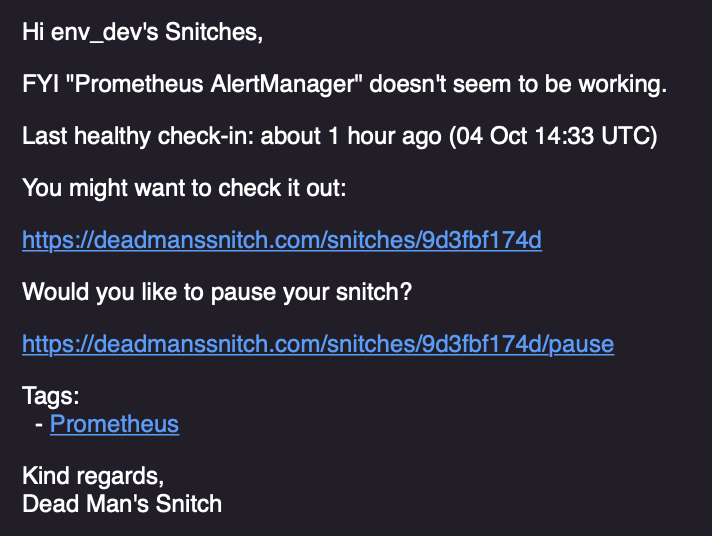 Hi env_dev's Snitches,
FYI "Prometheus AlertManager" doesn't seem to be working.
Last healthy check-in: about 1 hour ago (04 Oct 14:33 UTC)
You might want to check it out:
https://deadmanssnitch.com/snitches/9d3fbf174d
Would you like to pause your snitch?
https://deadmanssnitch.com/snitches/9d3fbf174d/pause
Tags:
- Prometheus
Kind regards,
Dead Man's Snitch